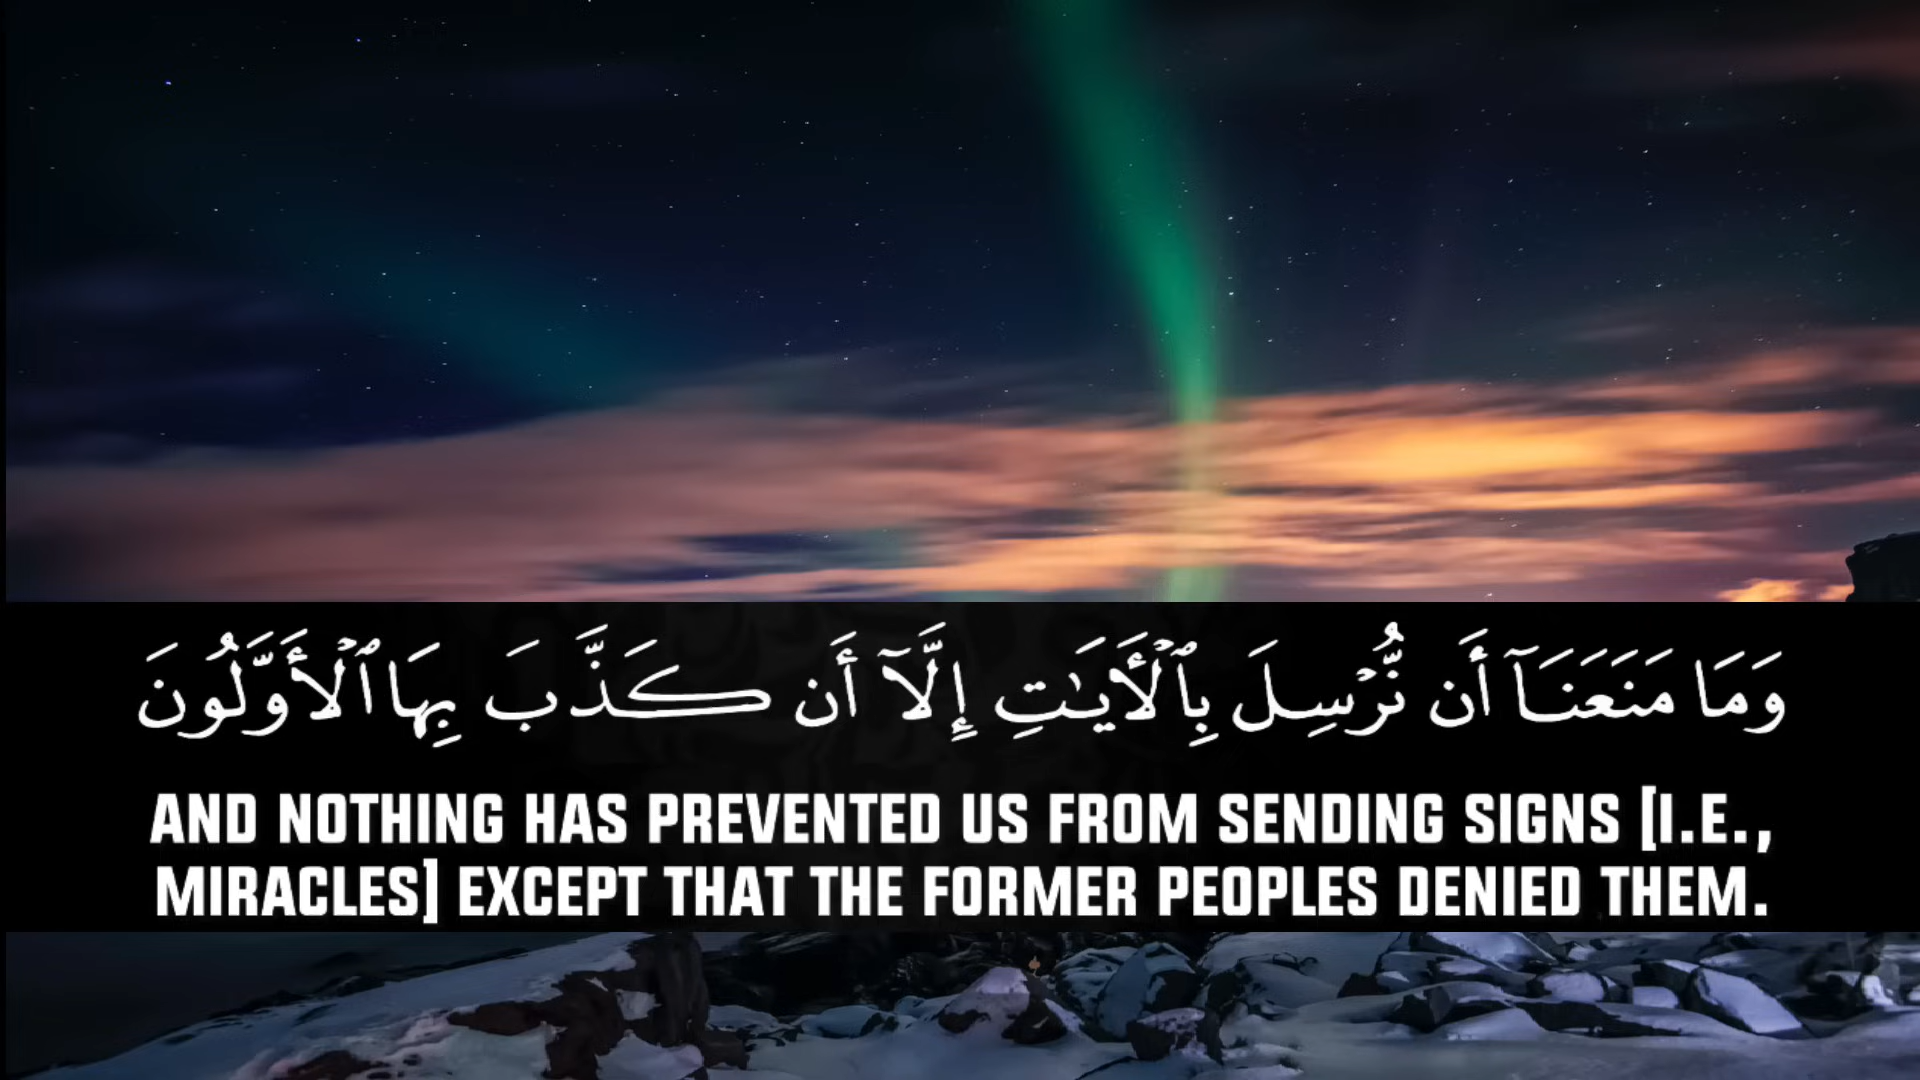 وَمَا مَنَعَنَآ أَن نُّرْسِلَ بِٱلْأَيَـٰتِ إِلَّآ أَن كَذَّبَ بِهَا ٱلْأَوَّلُونَ
AND NOTHING HAS PREVENTED US FROM SENDING SIGNS [I.E.,
MIRACLES] EXCEPT THAT THE FORMER PEOPLES DENIED THEM.